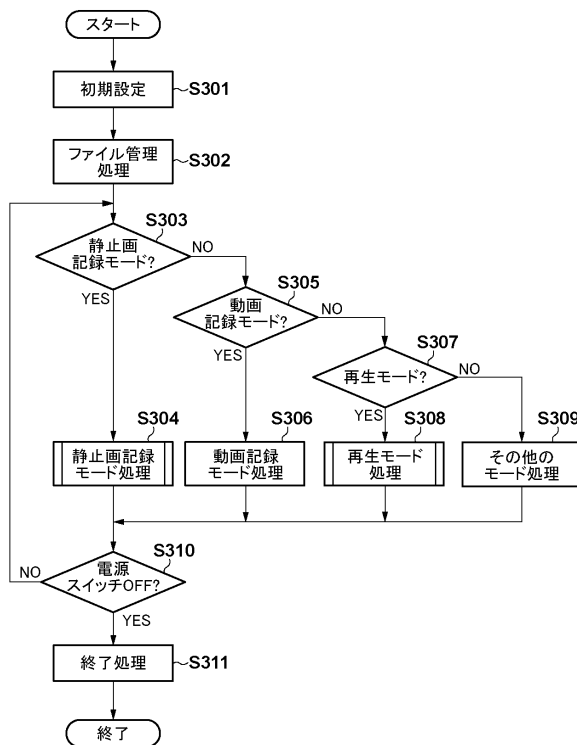 スタート
初期設定
S301
ファイル管理
処理
S302
S303
静止画
記録モード?
NO
YES
S305
動画
記録モード?
NO
YES
S307
再生モード?
NO
YES
S304
静止画記録
モード処理
S306
動画記録
モード処理
S308
再生モード
処理
S309
その他の
モード処理
S310
電源
スイッチOFF?
NO
YES
終了処理
S311
終了